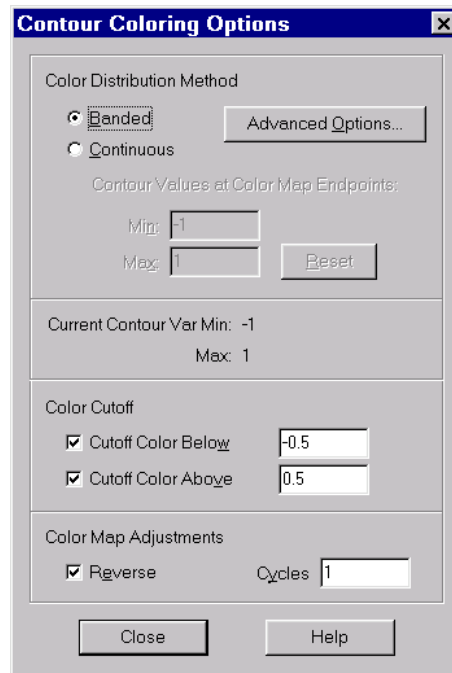 Contour Coloring Options
Color Distribution Method
Banded
Advanced Options...
Continuous
Contour Values at Color Map Endpoints:
Min: -1
Max: 1
Reset
Current Contour Var Min: -1
Max: 1
Color Cutoff
Cutoff Color Below -0.5
Cutoff Color Above 0.5
Color Map Adjustments
Reverse Cycles 1
Close Help